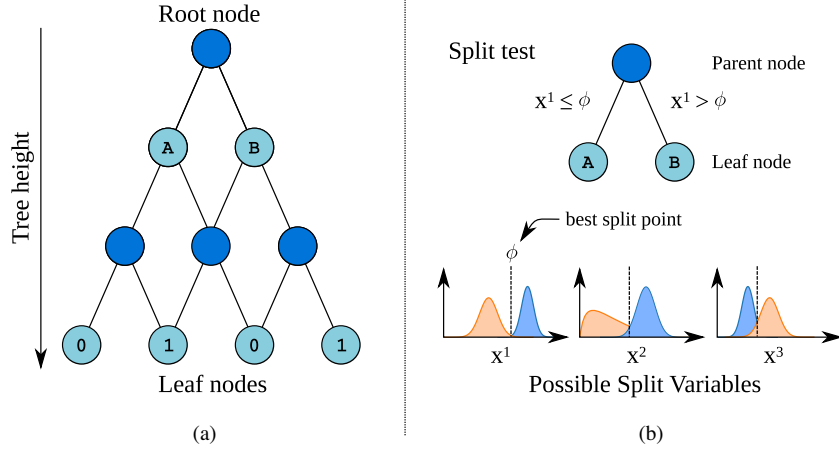 Root node
Tree height
A B
0 1 0 1
Leaf nodes
(a)
Split test
Parent node
x¹ ≤ ϕ x¹ > ϕ
A B
Leaf node
best split point
ϕ
x¹ x² x³
Possible Split Variables
(b)